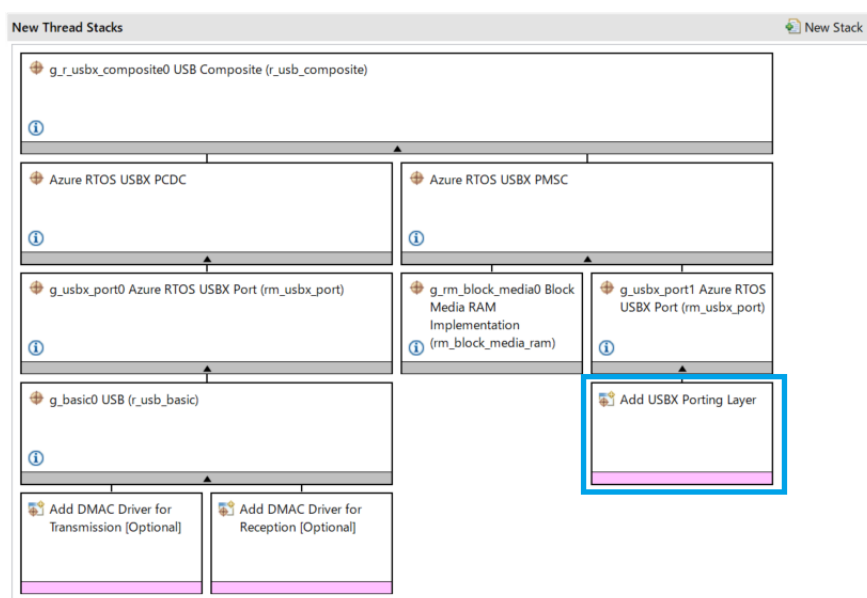 New Thread Stacks
New Stack
g_r_usbx_composite0 USB Composite (r_usb_composite)
Azure RTOS USBX PCDC
Azure RTOS USBX PMSC
g_usbx_port0 Azure RTOS USBX Port (rm_usbx_port)
g_rm_block_media0 Block
Media RAM
Implementation
(rm_block_media_ram)
g_usbx_port1 Azure RTOS
USBX Port (rm_usbx_port)
g_basic0 USB (r_usb_basic)
Add USBX Porting Layer
Add DMAC Driver for
Transmission [Optional]
Add DMAC Driver for
Reception [Optional]